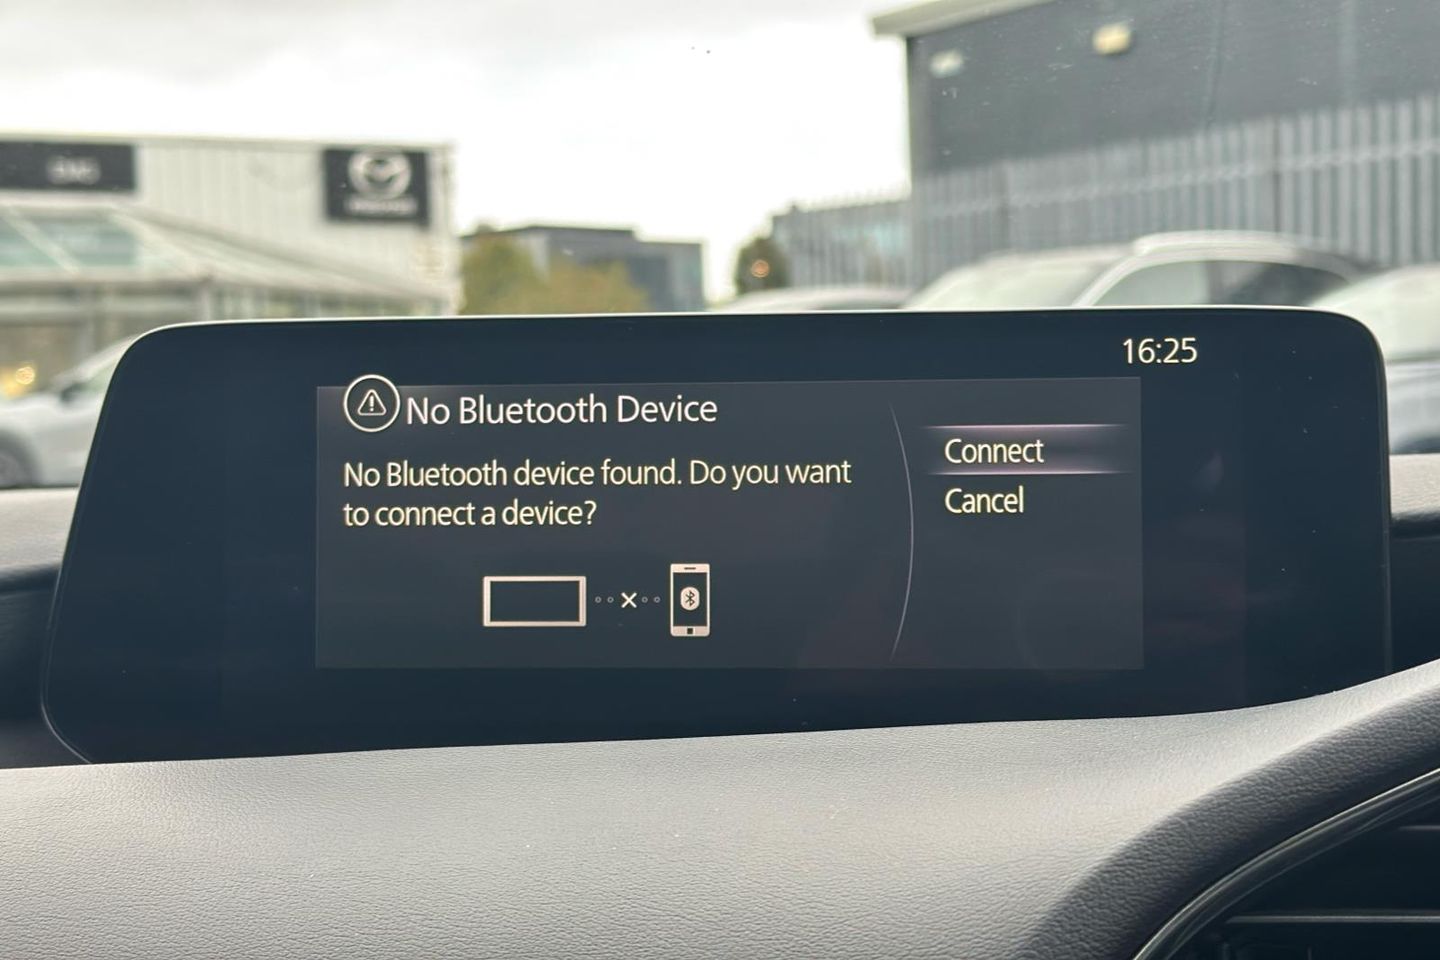 16:25
No Bluetooth Device
No Bluetooth device found. Do you want
to connect a device?
Connect
Cancel